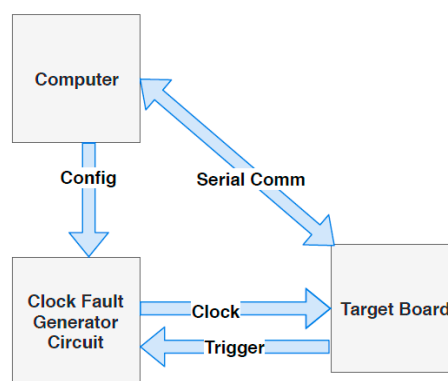 Computer
Config
Serial Comm
Clock Fault
Generator
Circuit
Clock
Trigger
Target Board